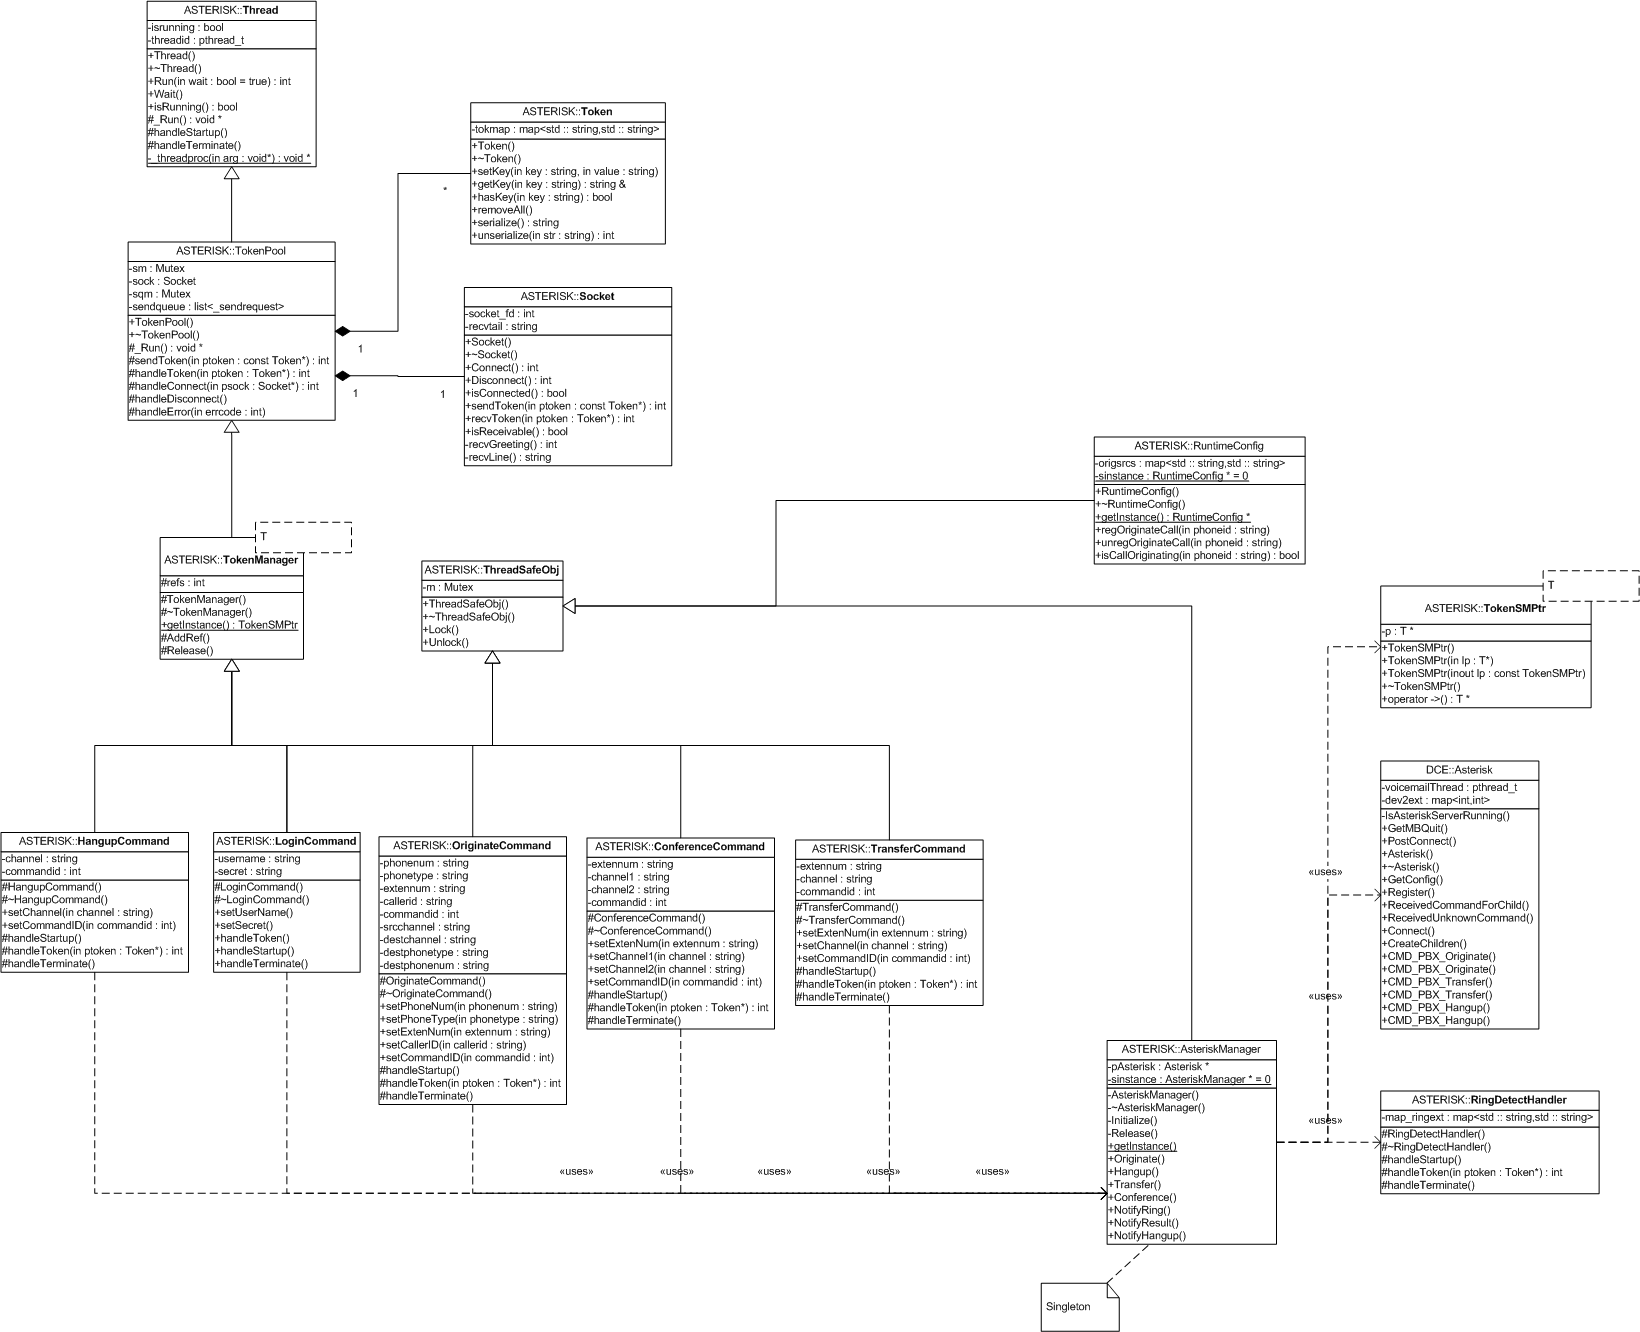 ASTERISK::Thread
-isrunning : bool
-threadid : pthread_t
+Thread()
+~Thread()
+Run(in wait : bool = true) : int
+Wait()
+isRunning() : bool
#_Run() : void *
#handleStartup()
#handleTerminate()
-_threadproc(in arg : void*) : void *
ASTERISK::Token
-tokmap : map<std :: string,std :: string>
+Token()
+~Token()
+setKey(in key : string, in value : string)
+getKey(in key : string) : string &
+hasKey(in key : string) : bool
+removeAll()
+serialize() : string
+unserialize(in str : string) : int
*
ASTERISK::TokenPool
-sm : Mutex
-sock : Socket
-sqm : Mutex
-sendqueue : list<_sendrequest>
+TokenPool()
+~TokenPool()
#_Run() : void *
#sendToken(in ptoken : const Token*) : int
#handleToken(in ptoken : Token*) : int
#handleConnect(in psock : Socket*) : int
#handleDisconnect()
#handleError(in errcode : int)
1
1
1
ASTERISK::Socket
-socket_fd : int
-recvtail : string
+Socket()
+~Socket()
+Connect() : int
+Disconnect() : int
+isConnected() : bool
+sendToken(in ptoken : const Token*) : int
+recvToken(in ptoken : Token*) : int
+isReceivable() : bool
-recvGreeting() : int
-recvLine() : string
ASTERISK::RuntimeConfig
-origsrcs : map<std :: string,std :: string>
-sinstance : RuntimeConfig * = 0
+RuntimeConfig()
+~RuntimeConfig()
+getInstance() : RuntimeConfig *
+regOriginateCall(in phoneid : string)
+unregOriginateCall(in phoneid : string)
+isCallOriginating(in phoneid : string) : bool
T
ASTERISK::TokenManager
#refs : int
#TokenManager()
#~TokenManager()
+getInstance() : TokenSMPtr
#AddRef()
#Release()
ASTERISK::ThreadSafeObj
-m : Mutex
+ThreadSafeObj()
+~ThreadSafeObj()
+Lock()
+Unlock()
T
ASTERISK::TokenSMPtr
-p : T *
+TokenSMPtr()
+TokenSMPtr(in lp : T*)
+TokenSMPtr(inout lp : const TokenSMPtr)
+~TokenSMPtr()
+operator ->() : T *
DCE::Asterisk
-voicemailThread : pthread_t
-dev2ext : map<int,int>
-IsAsteriskServerRunning()
+GetMBQuit()
+PostConnect()
+Asterisk()
+~Asterisk()
+GetConfig()
+Register()
+ReceivedCommandForChild()
+ReceivedUnknownCommand()
+Connect()
+CreateChildren()
+CMD_PBX_Originate()
+CMD_PBX_Originate()
+CMD_PBX_Transfer()
+CMD_PBX_Transfer()
+CMD_PBX_Hangup()
+CMD_PBX_Hangup()
«uses»
«uses»
«uses»
ASTERISK::HangupCommand
-channel : string
-commandid : int
#HangupCommand()
#~HangupCommand()
+setChannel(in channel : string)
+setCommandID(in commandid : int)
#handleStartup()
#handleToken(in ptoken : Token*) : int
#handleTerminate()
ASTERISK::LoginCommand
-username : string
-secret : string
#LoginCommand()
#~LoginCommand()
+setUserName()
+setSecret()
+handleToken()
+handleStartup()
+handleTerminate()
ASTERISK::OriginateCommand
-phonenum : string
-phonetype : string
-extennum : string
-callerid : string
-commandid : int
-srcchannel : string
-destchannel : string
-destphonetype : string
-destphonenum : string
#OriginateCommand()
#~OriginateCommand()
+setPhoneNum(in phonenum : string)
+setPhoneType(in phonetype : string)
+setExtenNum(in extennum : string)
+setCallerID(in callerid : string)
+setCommandID(in commandid : int)
#handleStartup()
#handleToken(in ptoken : Token*) : int
#handleTerminate()
ASTERISK::ConferenceCommand
-extennum : string
-channel1 : string
-channel2 : string
-commandid : int
#ConferenceCommand()
#~ConferenceCommand()
+setExtenNum(in extennum : string)
+setChannel1(in channel : string)
+setChannel2(in channel : string)
+setCommandID(in commandid : int)
#handleStartup()
#handleToken(in ptoken : Token*) : int
#handleTerminate()
ASTERISK::TransferCommand
-extennum : string
-channel : string
-commandid : int
#TransferCommand()
#~TransferCommand()
+setExtenNum(in extennum : string)
+setChannel(in channel : string)
+setCommandID(in commandid : int)
#handleStartup()
#handleToken(in ptoken : Token*) : int
#handleTerminate()
«uses» «uses» «uses» «uses» «uses»
ASTERISK::AsteriskManager
-pAsterisk : Asterisk *
-sinstance : AsteriskManager * = 0
-AsteriskManager()
-~AsteriskManager()
-Initialize()
-Release()
+getInstance()
+Originate()
+Hangup()
+Transfer()
+Conference()
+NotifyRing()
+NotifyResult()
+NotifyHangup()
ASTERISK::RingDetectHandler
-map_ringext : map<std :: string,std :: string>
#RingDetectHandler()
#~RingDetectHandler()
#handleStartup()
#handleToken(in ptoken : Token*) : int
#handleTerminate()
Singleton